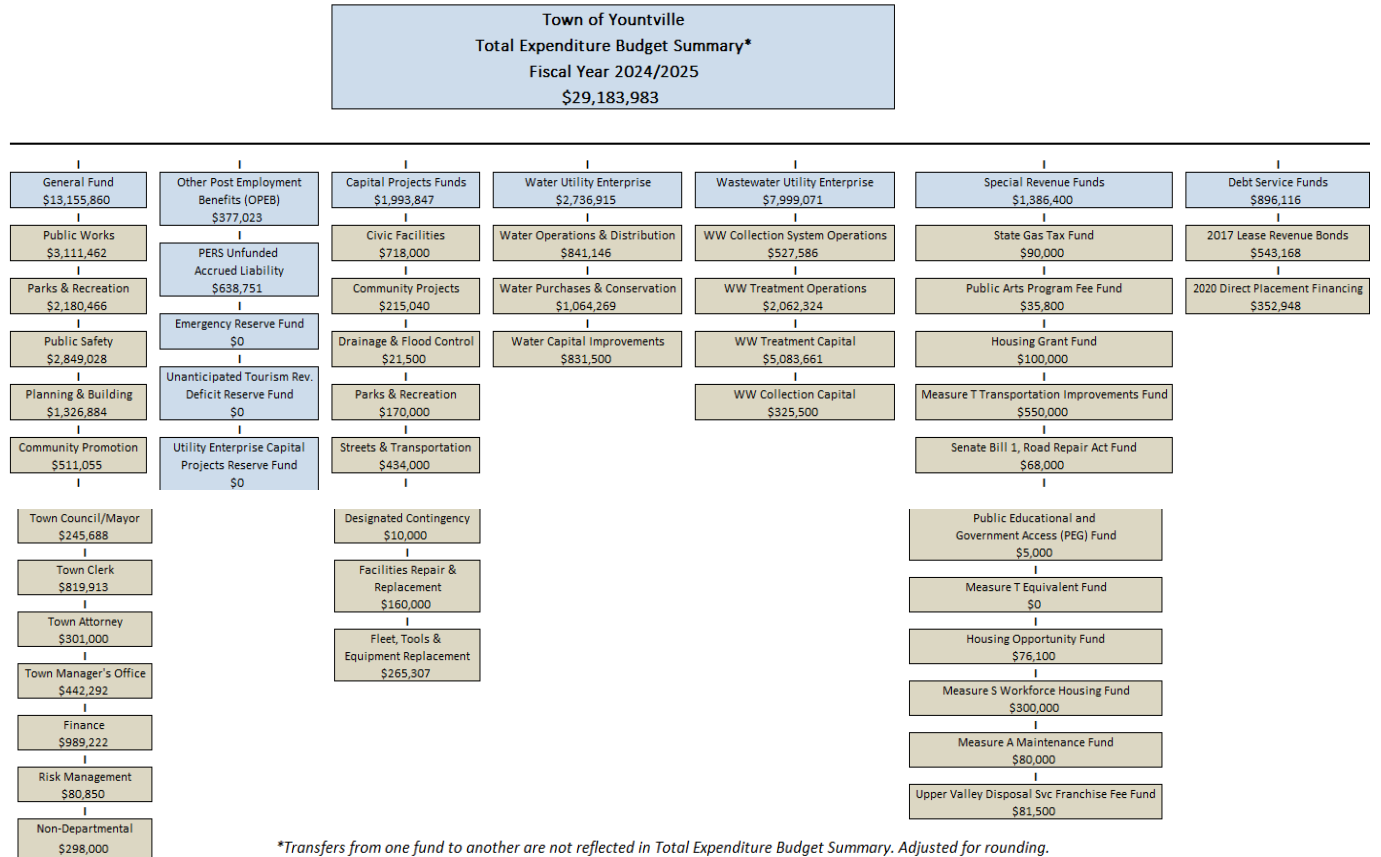 Town of Yountville
Total Expenditure Budget Summary*
Fiscal Year 2024/2025
$29,183,983
General Fund
$13,155,860
Public Works
$3,111,462
Parks & Recreation
$2,180,466
Public Safety
$2,849,028
Planning & Building
$1,326,884
Community Promotion
$511,055
Town Council/Mayor
$245,688
Town Clerk
$819,913
Town Attorney
$301,000
Town Manager's Office
$442,292
Finance
$989,222
Risk Management
$80,850
Non-Departmental
$298,000
Other Post Employment
Benefits (OPEB)
$377,023
PERS Unfunded
Accrued Liability
$638,751
Emergency Reserve Fund
$0
Unanticipated Tourism Rev.
Deficit Reserve Fund
$0
Utility Enterprise Capital
Projects Reserve Fund
$0
Capital Projects Funds
$1,993,847
Civic Facilities
$718,000
Community Projects
$215,040
Drainage & Flood Control
$21,500
Parks & Recreation
$170,000
Streets & Transportation
$434,000
Designated Contingency
$10,000
Facilities Repair &
Replacement
$160,000
Fleet, Tools &
Equipment Replacement
$265,307
Water Utility Enterprise
$2,736,915
Water Operations & Distribution
$841,146
Water Purchases & Conservation
$1,064,269
Water Capital Improvements
$831,500
Wastewater Utility Enterprise
$7,999,071
WW Collection System Operations
$527,586
WW Treatment Operations
$2,062,324
WW Treatment Capital
$5,083,661
WW Collection Capital
$325,500
Special Revenue Funds
$1,386,400
State Gas Tax Fund
$90,000
Public Arts Program Fee Fund
$35,800
Housing Grant Fund
$100,000
Measure T Transportation Improvements Fund
$550,000
Senate Bill 1, Road Repair Act Fund
$68,000
Public Educational and
Government Access (PEG) Fund
$5,000
Measure T Equivalent Fund
$0
Housing Opportunity Fund
$76,100
Measure S Workforce Housing Fund
$300,000
Measure A Maintenance Fund
$80,000
Upper Valley Disposal Svc Franchise Fee Fund
$81,500
Debt Service Funds
$896,116
2017 Lease Revenue Bonds
$543,168
2020 Direct Placement Financing
$352,948
*Transfers from one fund to another are not reflected in Total Expenditure Budget Summary. Adjusted for rounding.